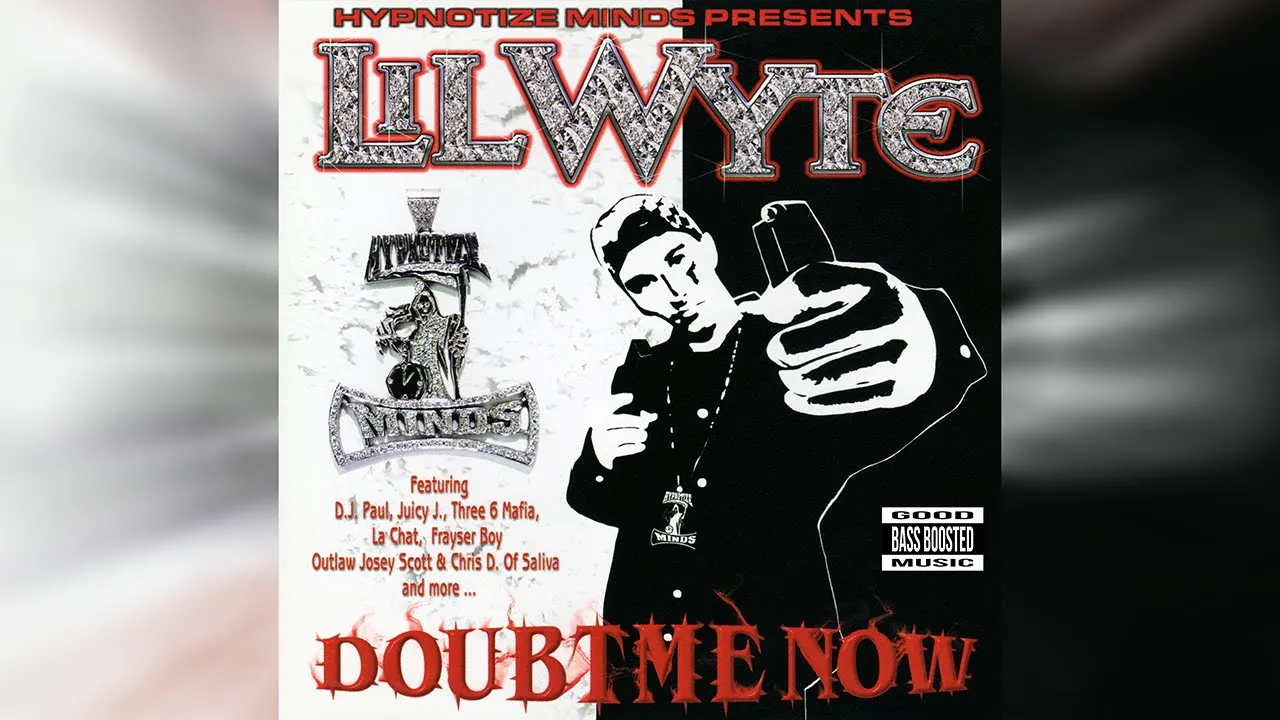 HYPNOTIZE MINDS PRESENTS
LIL WYTE
HYPNOTIZE
MINDS
Featuring
D.J. Paul, Juicy J., Three 6 Mafia,
La Chat, Frayser Boy
Outlaw Josey Scott & Chris D. Of Saliva
and more ...
HYPNOTIZE
MINDS
GOOD
BASS BOOSTED
MUSIC
DOUBT ME NOW